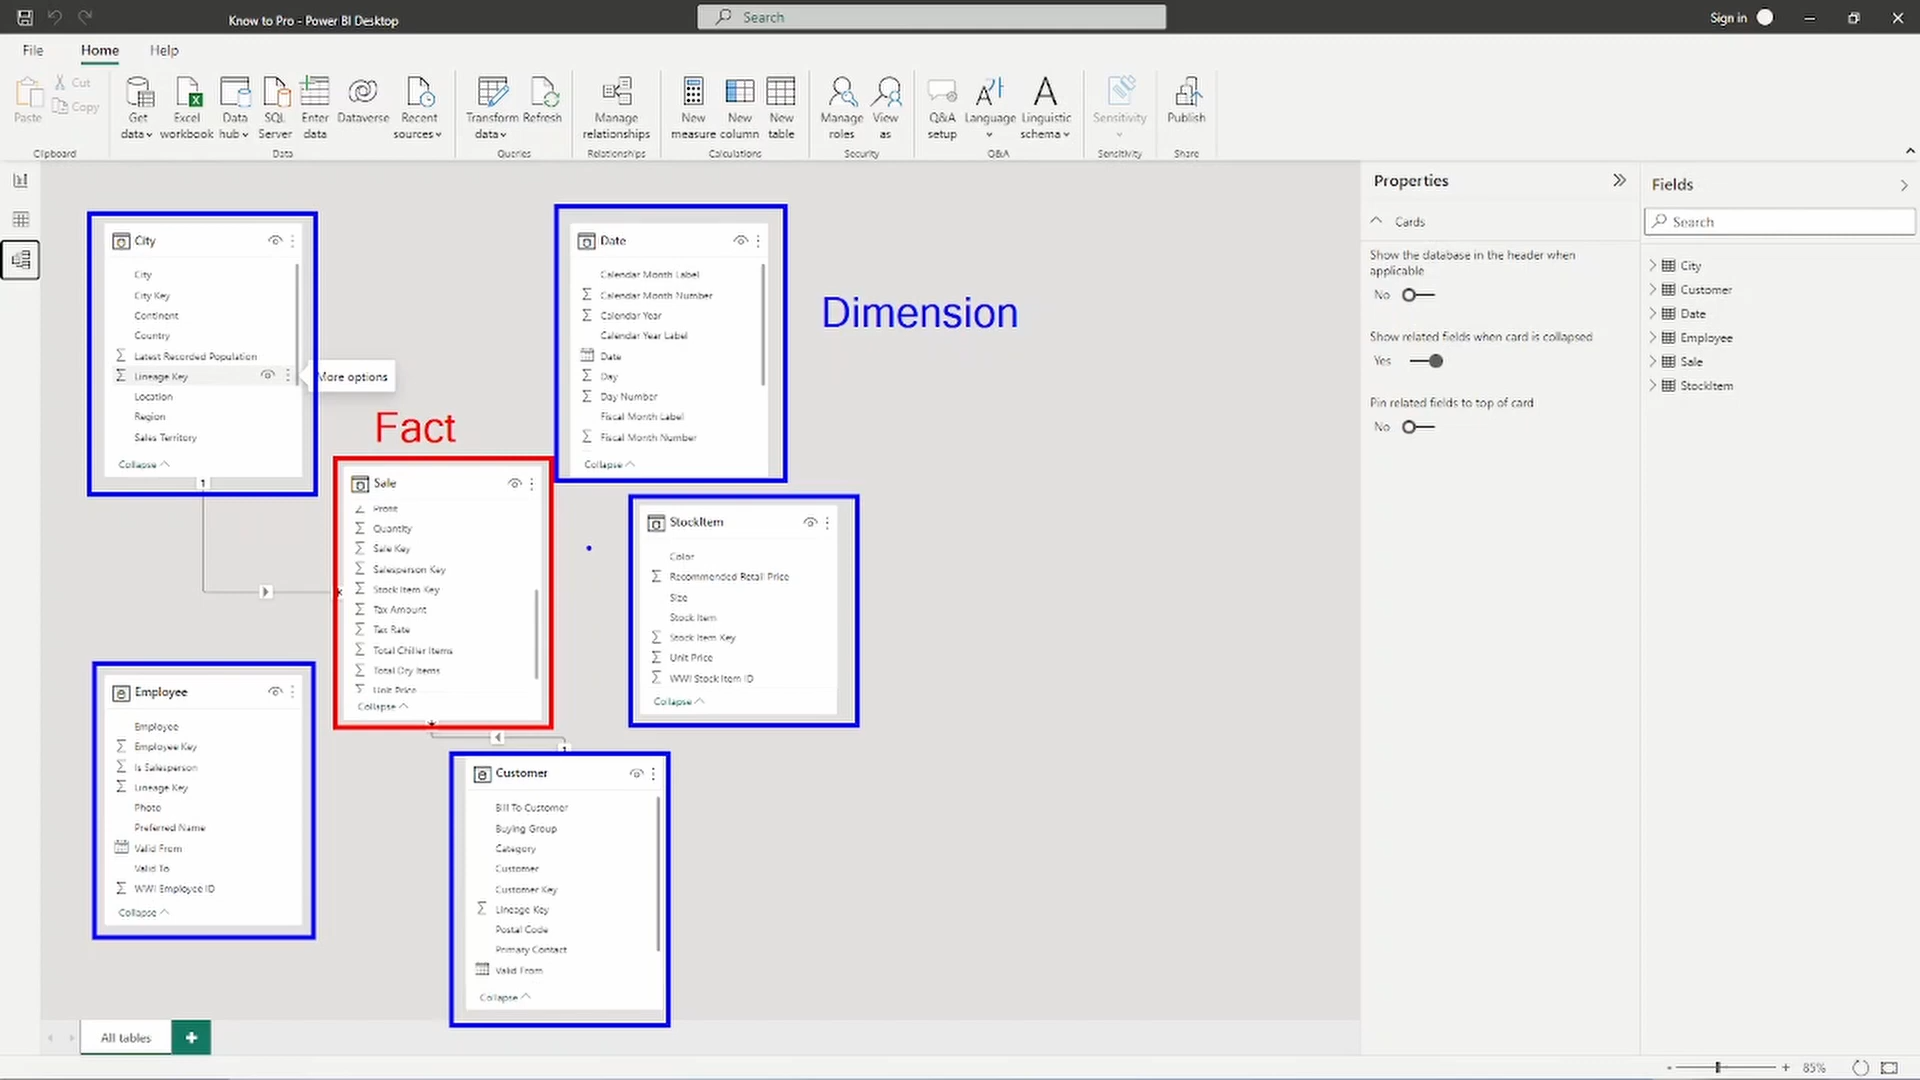 Know to Pro - Power BI Desktop
Search
Sign in
File
Home
Help
Paste
Cut
Copy
Get data
Excel workbook
Data hub
SQL Server
Enter data
Dataverse
Recent sources
Transform data
Refresh
Manage relationships
New measure
New column
New table
Manage roles
View as
Q&A setup
Language
Linguistic schema
Sensitivity
Publish
Clipboard
Data
Queries
Relationships
Calculations
Security
Q&A
Sensitivity
Share
City
City
City Key
Continent
Country
Latest Recorded Population
Lineage Key
Location
Region
Sales Territory
Collapse
1
More options
Date
Calendar Month Label
Calendar Month Number
Calendar Year
Calendar Year Label
Date
Day
Day Number
Fiscal Month Label
Fiscal Month Number
Collapse
Dimension
Fact
Sale
Profit
Quantity
Sale Key
Salesperson Key
Stock Item Key
Tax Amount
Tax Rate
Total Chiller Items
Total Dry Items
Unit Price
Collapse
StockItem
Color
Recommended Retail Price
Size
Stock Item
Stock Item Key
Unit Price
WWI Stock Item ID
Collapse
Employee
Employee
Employee Key
Is Salesperson
Lineage Key
Photo
Preferred Name
Valid From
Valid To
WWI Employee ID
Collapse
1
Customer
Bill To Customer
Buying Group
Category
Customer
Customer Key
Lineage Key
Postal Code
Primary Contact
Valid From
Collapse
Properties
Cards
Show the database in the header when
applicable
No
Show related fields when card is collapsed
Yes
Pin related fields to top of card
No
Fields
Search
City
Customer
Date
Employee
Sale
StockItem
All tables
85%